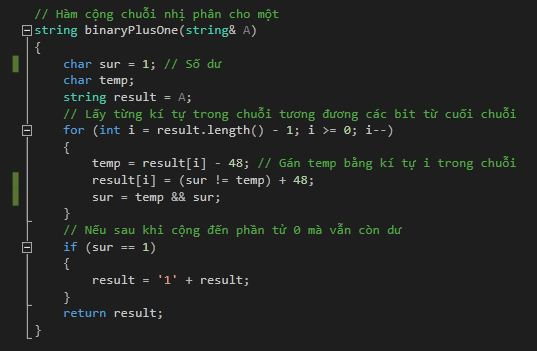 // Hàm cộng chuỗi nhị phân cho một
string binaryPlusOne(string& A)
{
char sur = 1; // Số dư
char temp;
string result = A;
// Lấy từng kí tự trong chuỗi tương đương các bit từ cuối chuỗi
for (int i = result.length() - 1; i >= 0; i--)
{
temp = result[i] - 48; // Gán temp bằng kí tự i trong chuỗi
result[i] = (sur != temp) + 48;
sur = temp && sur;
}
// Nếu sau khi cộng đến phần tử 0 mà vẫn còn dư
if (sur == 1)
{
result = '1' + result;
}
return result;
}